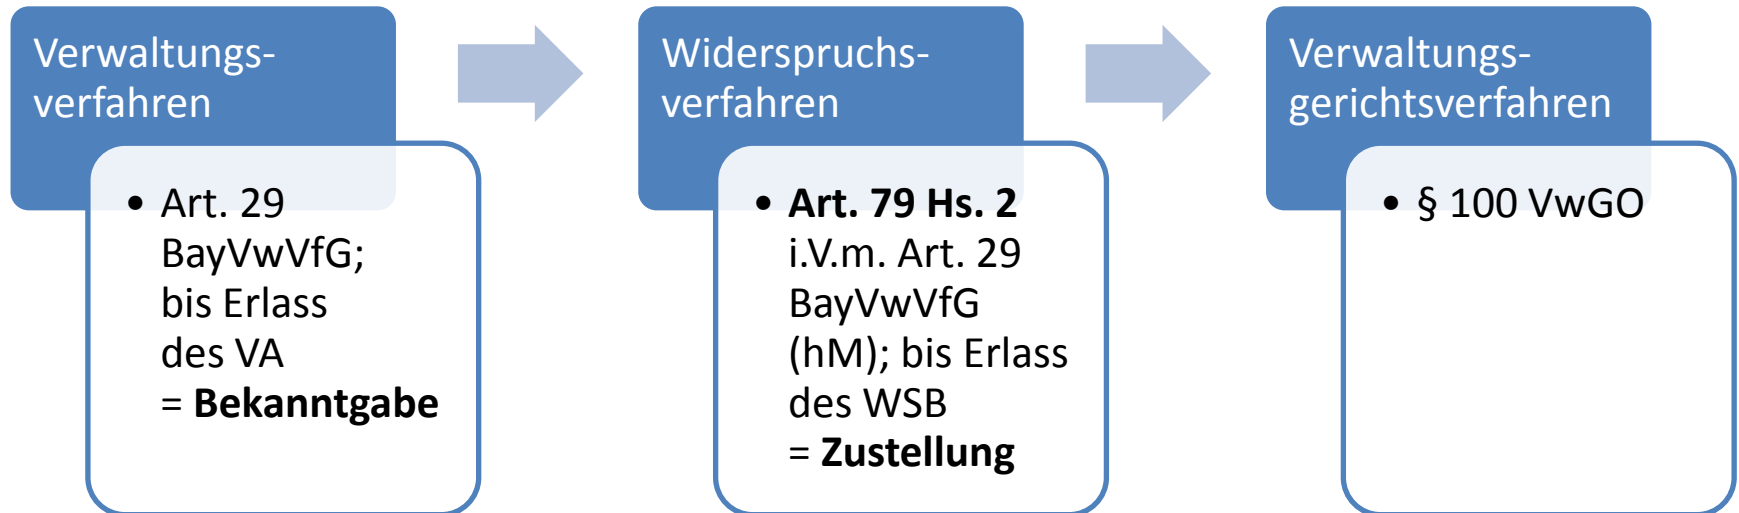 Verwaltungs-
verfahren
• Art. 29
BayVwVfG;
bis Erlass
des VA
= Bekanntgabe
Widerspruchs-
verfahren
• Art. 79 Hs. 2
i.V.m. Art. 29
BayVwVfG
(hM); bis Erlass
des WSB
= Zustellung
Verwaltungs-
gerichtsverfahren
• § 100 VwGO